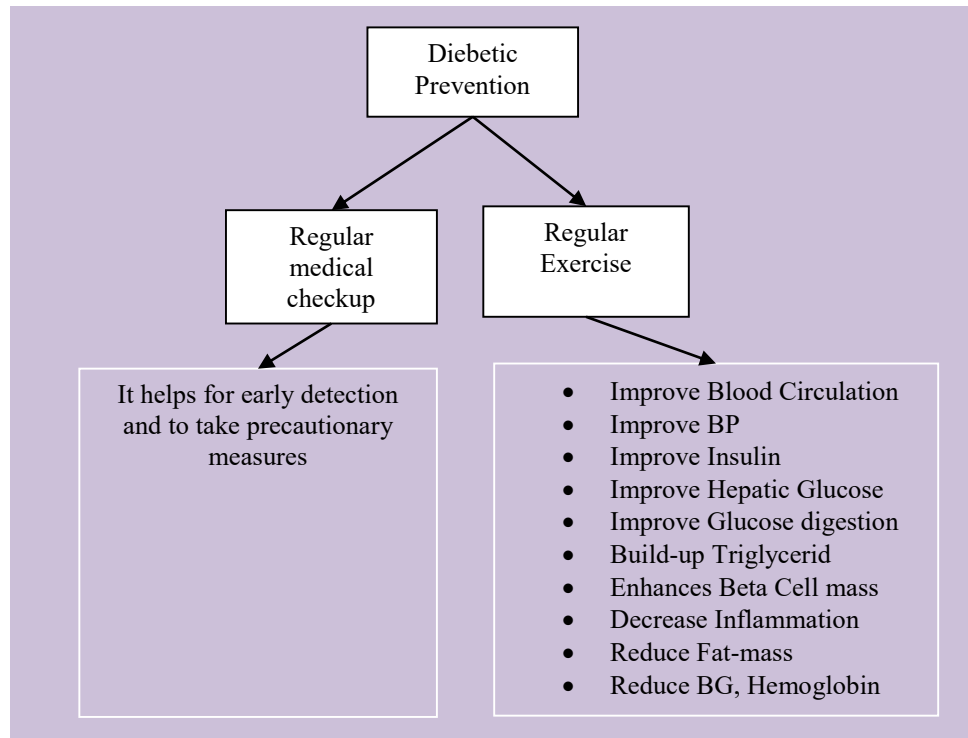 Diebetic
Prevention
Regular
medical
checkup
Regular
Exercise
It helps for early detection
and to take precautionary
measures
• Improve Blood Circulation
• Improve BP
• Improve Insulin
• Improve Hepatic Glucose
• Improve Glucose digestion
• Build-up Triglycerid
• Enhances Beta Cell mass
• Decrease Inflammation
• Reduce Fat-mass
• Reduce BG, Hemoglobin